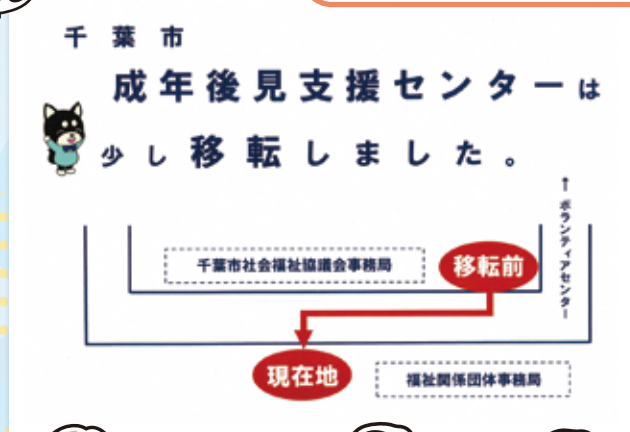 千葉市
成年後見支援センターは
少し移転しました。
↑ボランティアセンター
千葉市社会福祉協議会事務局
移転前
現在地
福祉関係団体事務局